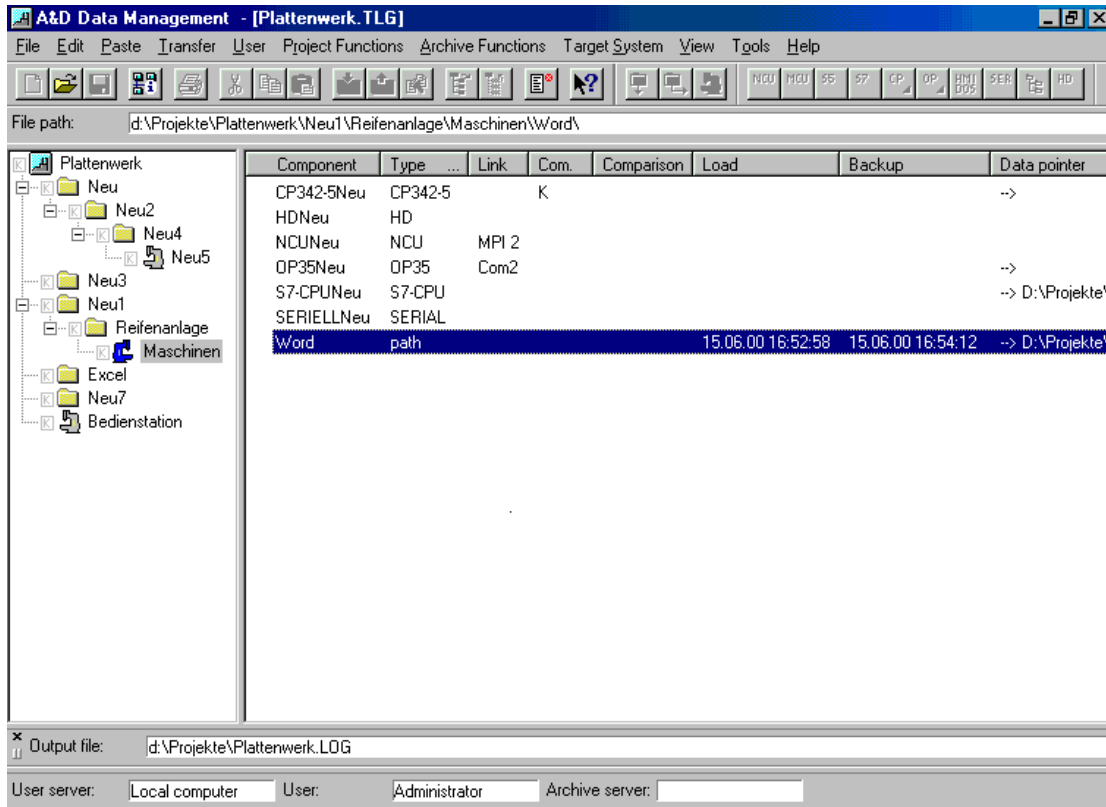 A&D Data Management - [Plattenwerk.TLG]
File Edit Paste Transfer User Project Functions Archive Functions Target System View Tools Help
NCU MCU S5 S7 CP OP HMI DOS SER HD
File path: d:\Projekte\Plattenwerk\Neu1\Reifenanlage\Maschinen\Word\
K Plattenwerk
K Neu
K Neu2
K Neu4
K Neu5
K Neu3
K Neu1
K Reifenanlage
K Maschinen
K Excel
K Neu7
K Bedienstation
Component Type ... Link Com. Comparison Load Backup Data pointer
CP342-5Neu CP342-5 K -->
HDNeu HD
NCUNeu NCU MPI 2
OP35Neu OP35 Com2 -->
S7-CPUNeu S7-CPU --> D:\Projekte\
SERIELLNeu SERIAL
Word path 15.06.00 16:52:58 15.06.00 16:54:12 --> D:\Projekte\
Output file: d:\Projekte\Plattenwerk.LOG
User server: Local computer User: Administrator Archive server: